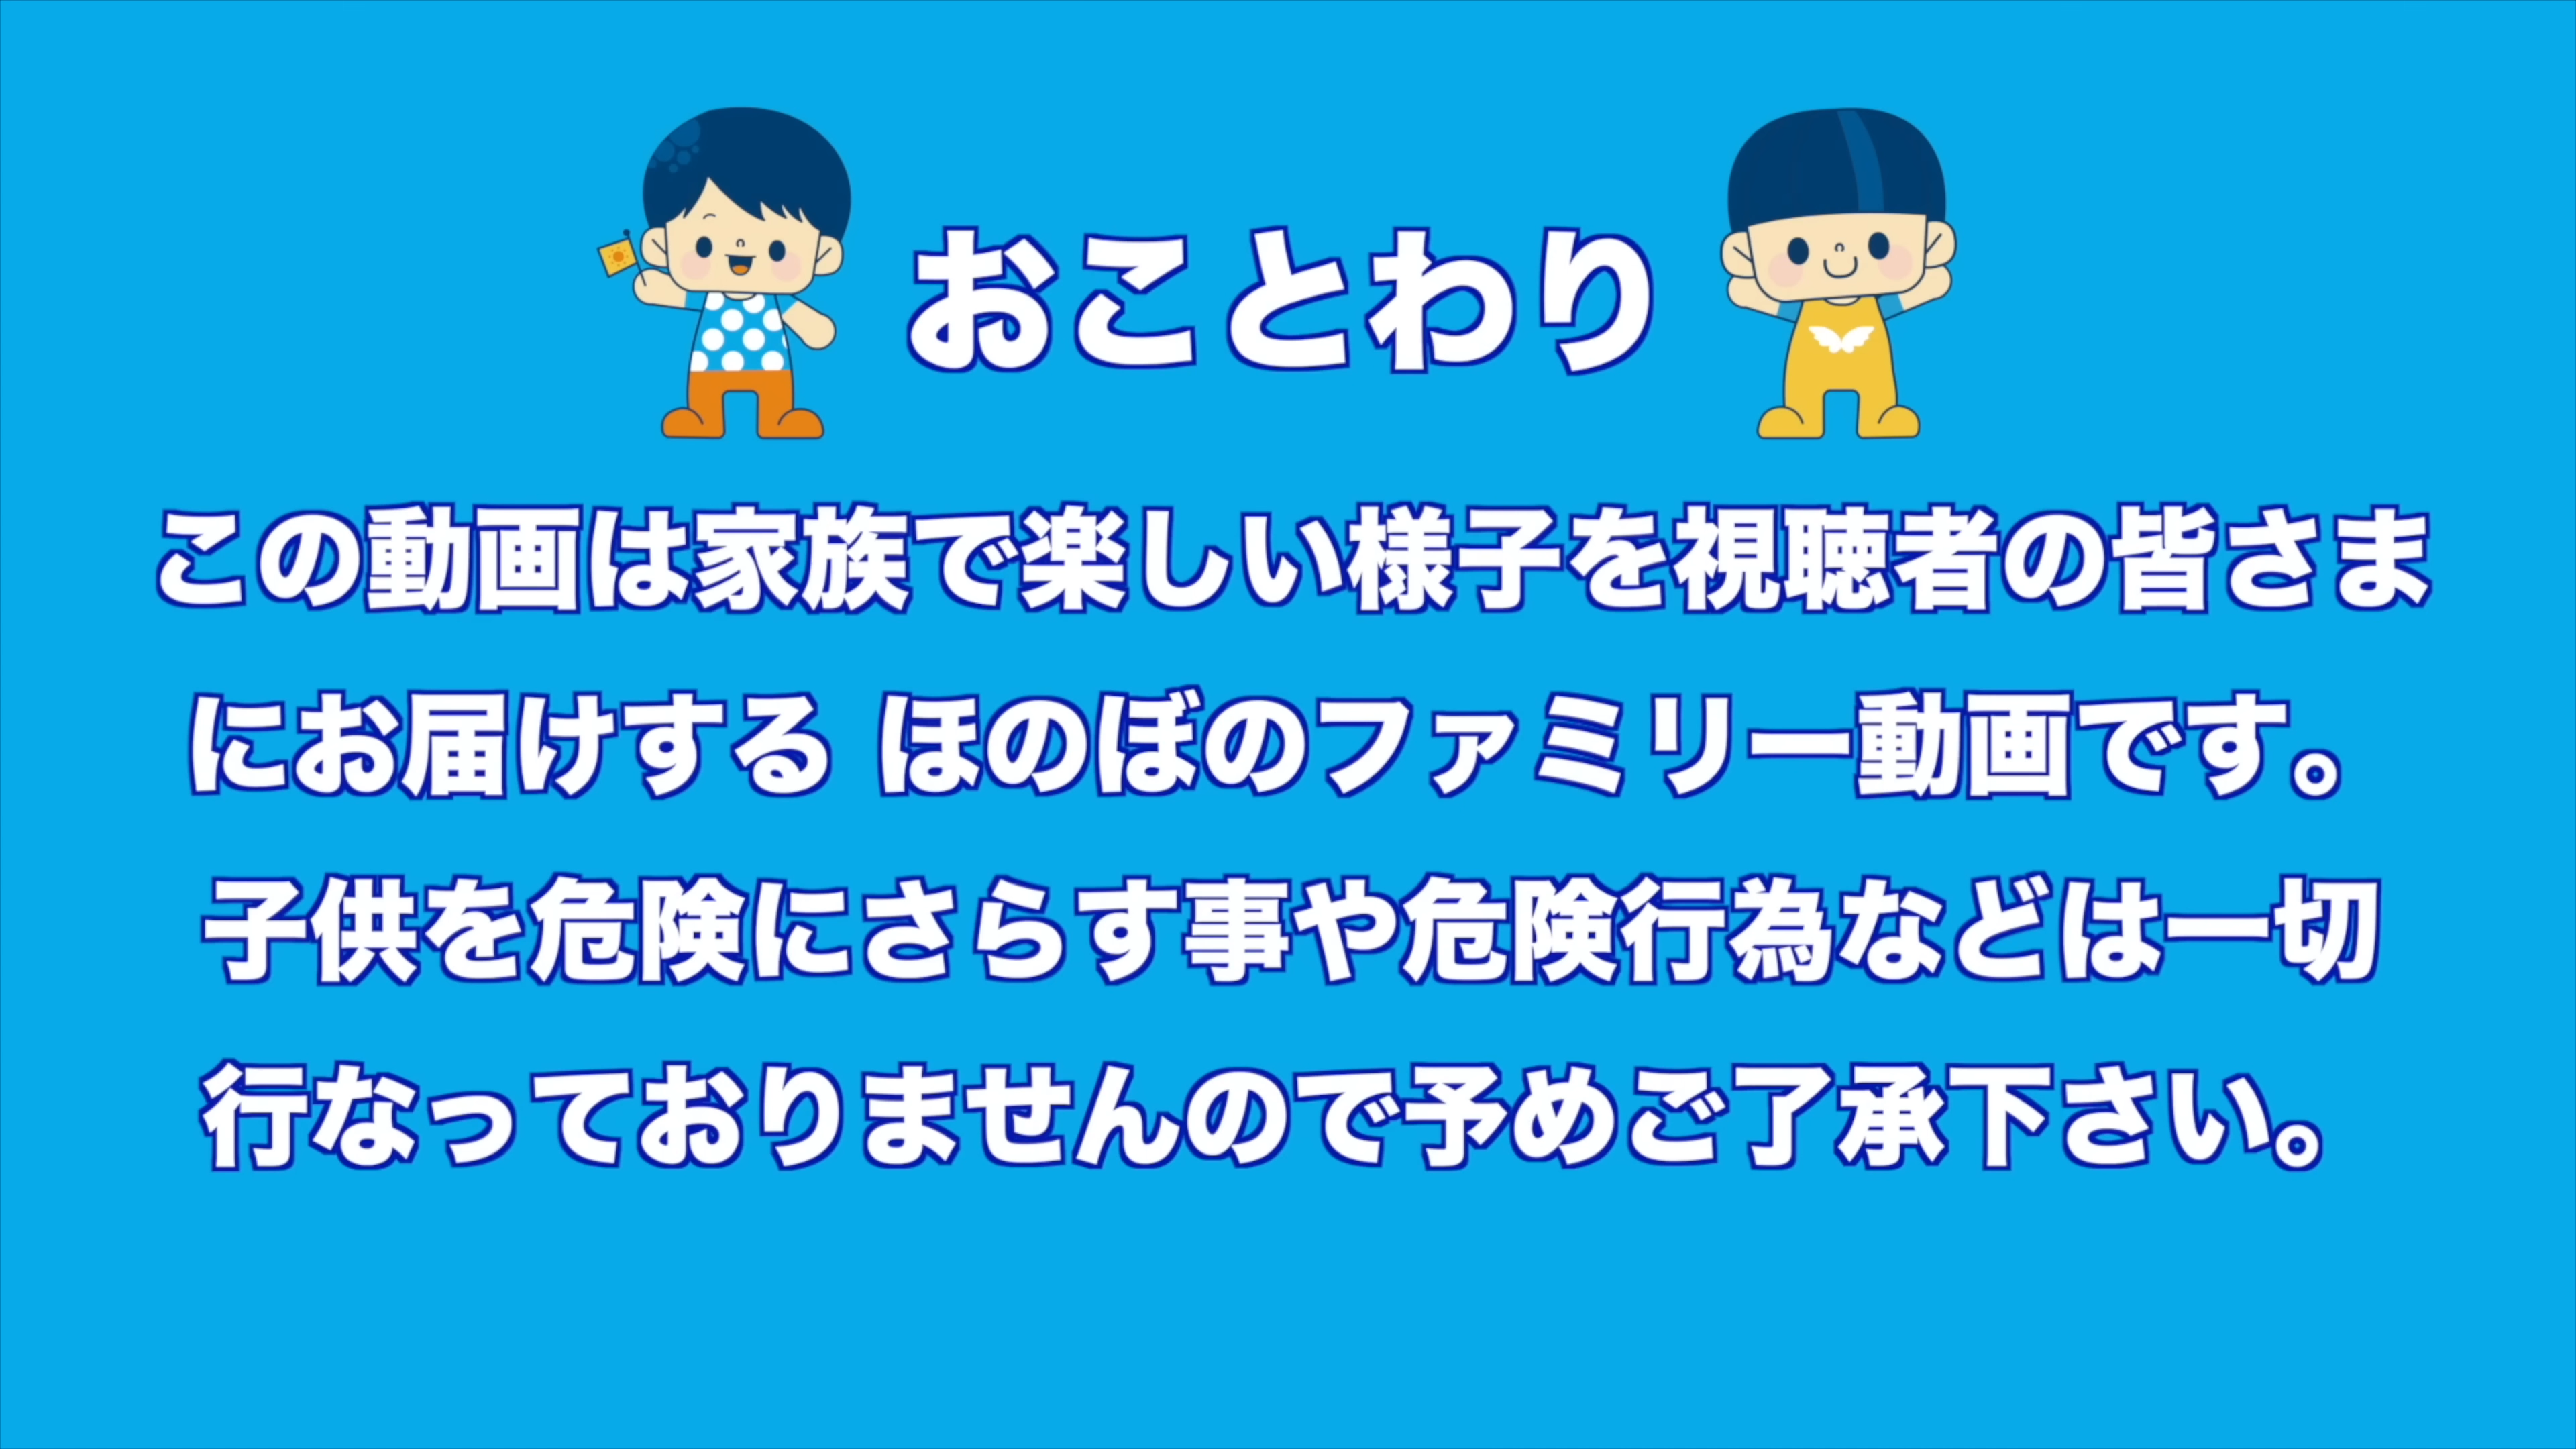 おことわり
この動画は家族で楽しい様子を視聴者の皆さま
にお届けする ほのぼのファミリー動画です。
子供を危険にさらす事や危険行為などは一切
行なっておりませんので予めご了承下さい。